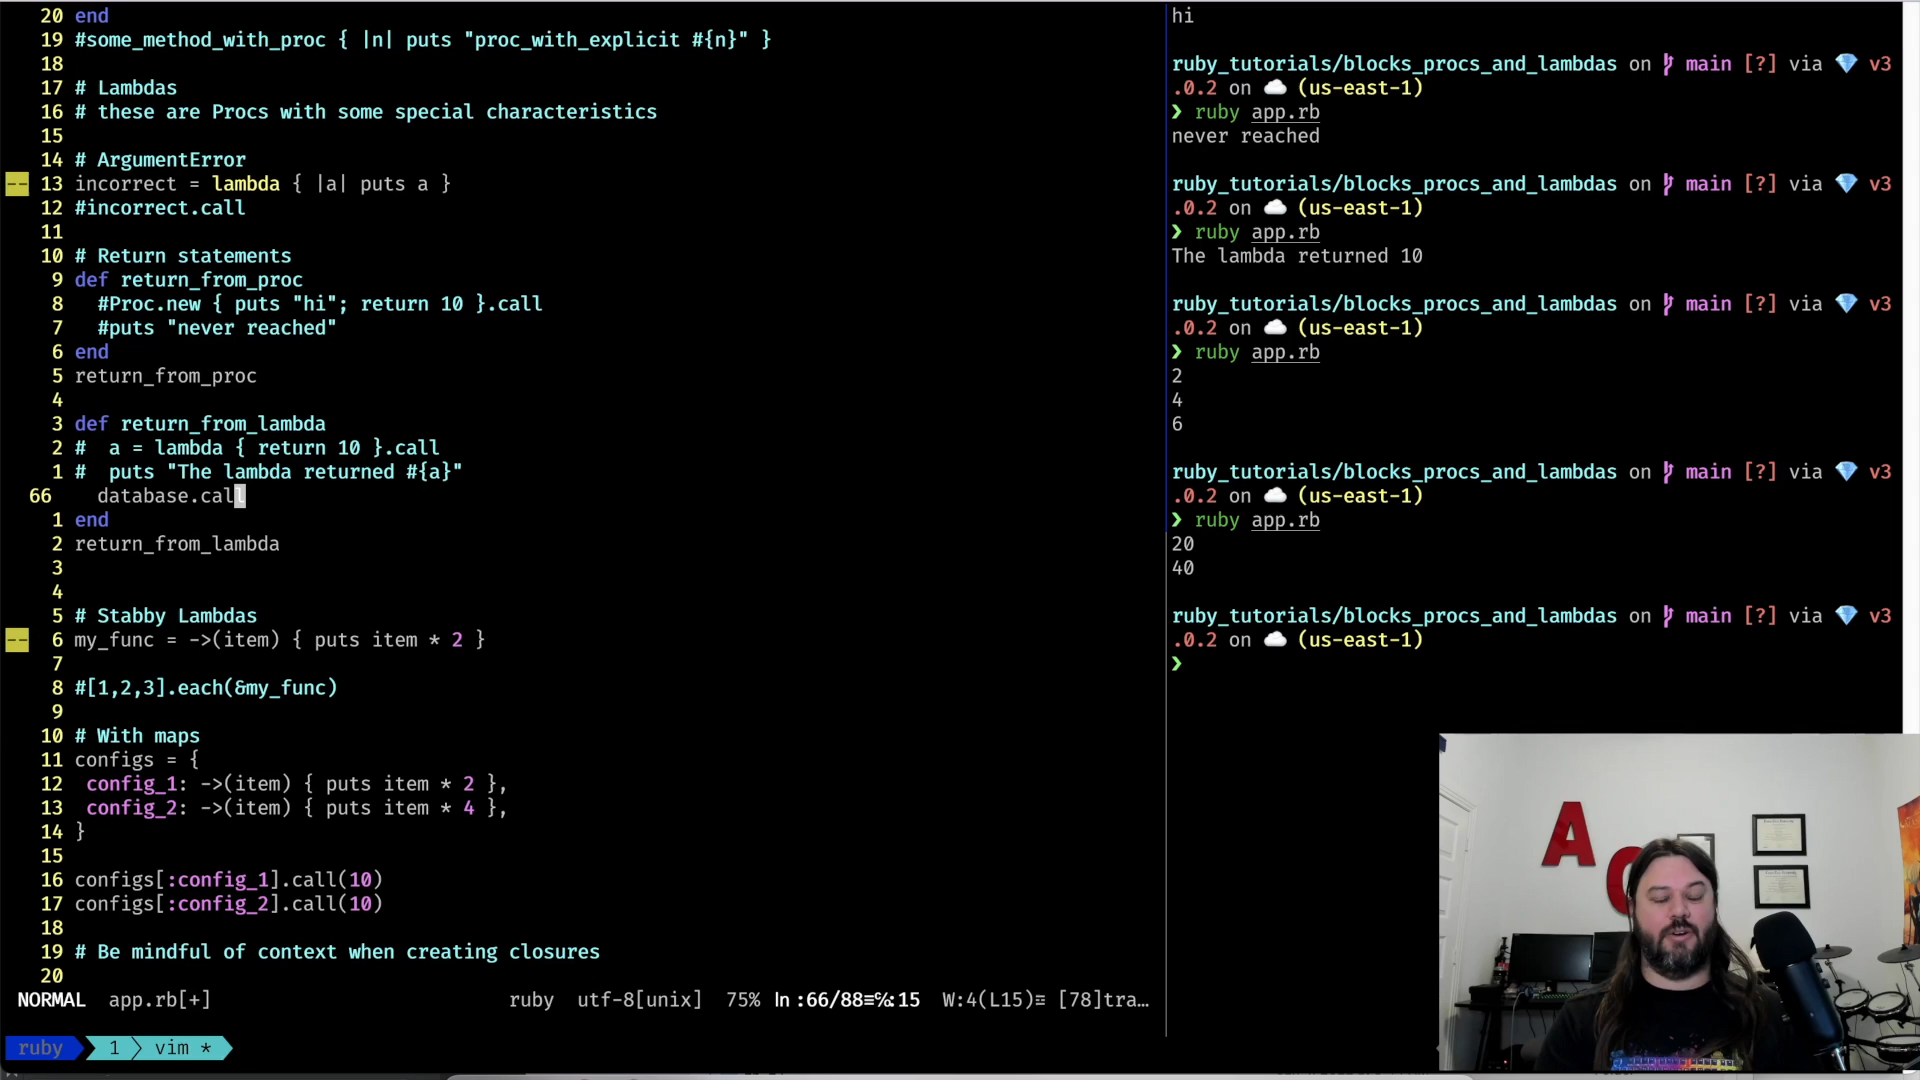 20 end
19 #some_method_with_proc { |n| puts "proc_with_explicit #{n}" }
18
17 # Lambdas
16 # these are Procs with some special characteristics
15
14 # ArgumentError
-- 13 incorrect = lambda { |a| puts a }
12 #incorrect.call
11
10 # Return statements
9 def return_from_proc
8 #Proc.new { puts "hi"; return 10 }.call
7 #puts "never reached"
6 end
5 return_from_proc
4
3 def return_from_lambda
2 # a = lambda { return 10 }.call
1 # puts "The lambda returned #{a}"
66 database.call
1 end
2 return_from_lambda
3
4
5 # Stabby Lambdas
-- 6 my_func = ->(item) { puts item * 2 }
7
8 #[1,2,3].each(&my_func)
9
10 # With maps
11 configs = {
12 config_1: ->(item) { puts item * 2 },
13 config_2: ->(item) { puts item * 4 },
14 }
15
16 configs[:config_1].call(10)
17 configs[:config_2].call(10)
18
19 # Be mindful of context when creating closures
20
NORMAL app.rb[+] ruby utf-8[unix] 75% ln :66/88≡℅:15 W:4(L15)≡ [78]tra…
ruby 1 vim *
hi
ruby_tutorials/blocks_procs_and_lambdas on main [?] via 💎 v3
.0.2 on ☁️ (us-east-1)
❯ ruby app.rb
never reached
ruby_tutorials/blocks_procs_and_lambdas on main [?] via 💎 v3
.0.2 on ☁️ (us-east-1)
❯ ruby app.rb
The lambda returned 10
ruby_tutorials/blocks_procs_and_lambdas on main [?] via 💎 v3
.0.2 on ☁️ (us-east-1)
❯ ruby app.rb
2
4
6
ruby_tutorials/blocks_procs_and_lambdas on main [?] via 💎 v3
.0.2 on ☁️ (us-east-1)
❯ ruby app.rb
20
40
ruby_tutorials/blocks_procs_and_lambdas on main [?] via 💎 v3
.0.2 on ☁️ (us-east-1)
❯
A